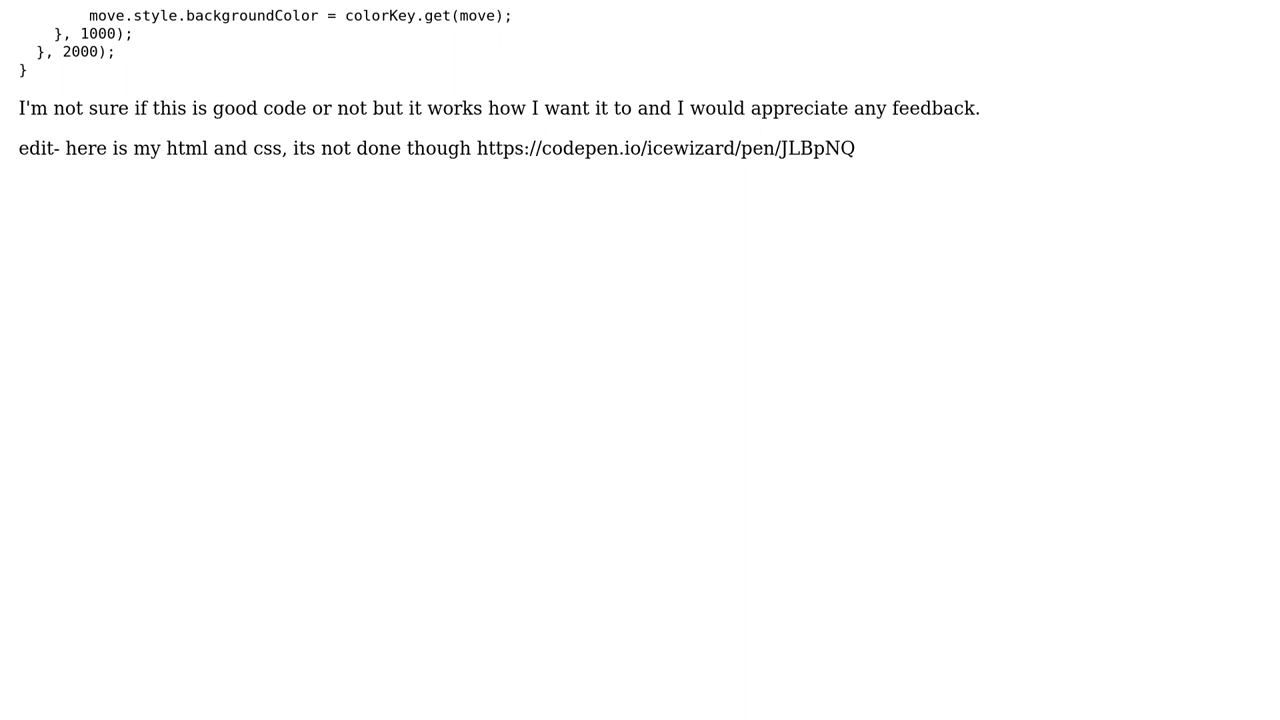 move.style.backgroundColor = colorKey.get(move);
    }, 1000);
  }, 2000);
}
I'm not sure if this is good code or not but it works how I want it to and I would appreciate any feedback.
edit- here is my html and css, its not done though https://codepen.io/icewizard/pen/JLBpNQ